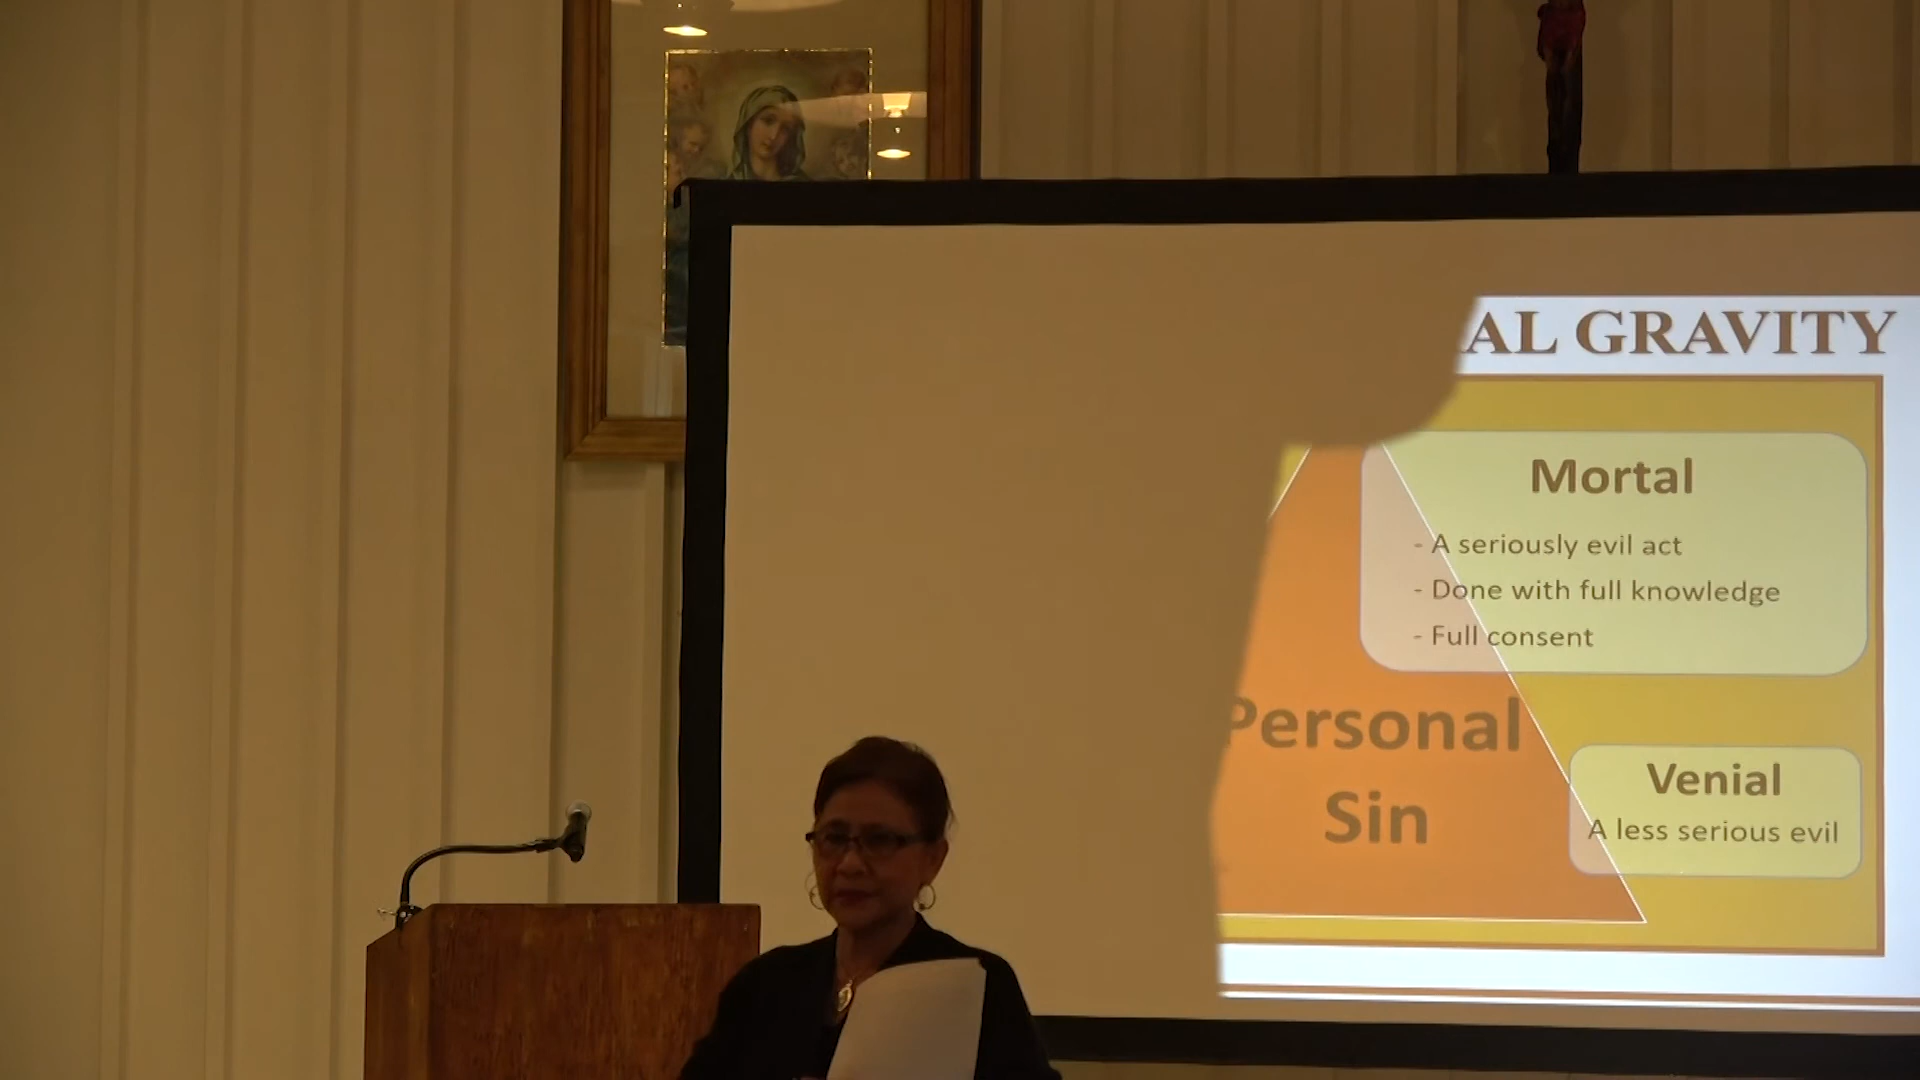 AL GRAVITY
Mortal
- A seriously evil act
- Done with full knowledge
- Full consent
Personal
Sin
Venial
A less serious evil